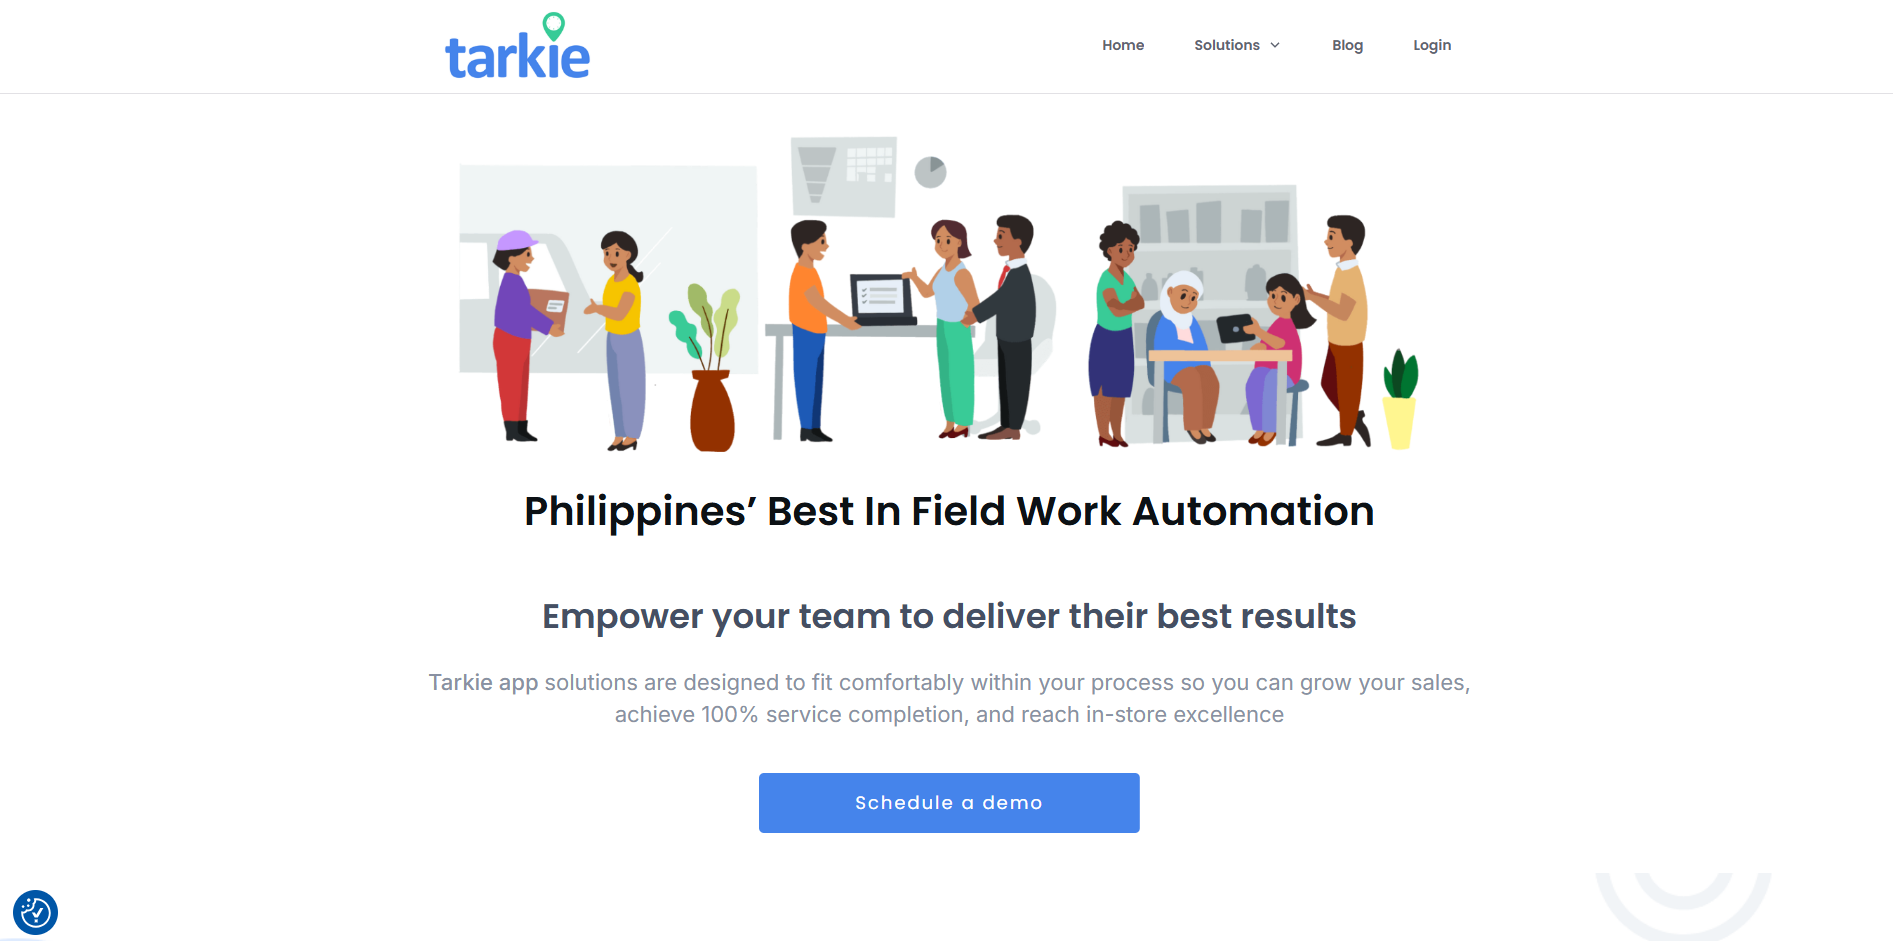 tarkie
Home Solutions Blog Login
Philippines’ Best In Field Work Automation
Empower your team to deliver their best results
Tarkie app solutions are designed to fit comfortably within your process so you can grow your sales,
achieve 100% service completion, and reach in-store excellence
Schedule a demo